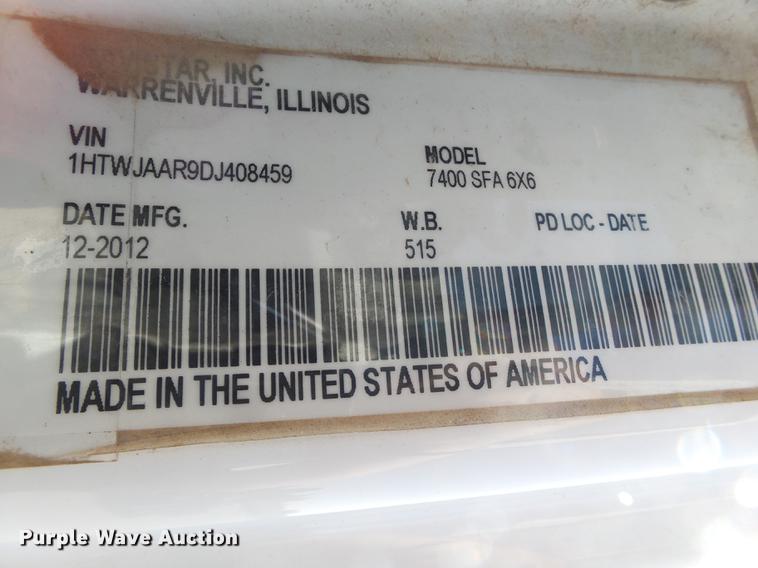 INC.
WARRENVILLE, ILLINOIS
VIN
1HTWJAAR9DJ408459
MODEL
7400 SFA 6X6
DATE MFG.
12-2012
W.B.
515
PD LOC - DATE
MADE IN THE UNITED STATES OF AMERICA
Purple Wave Auction